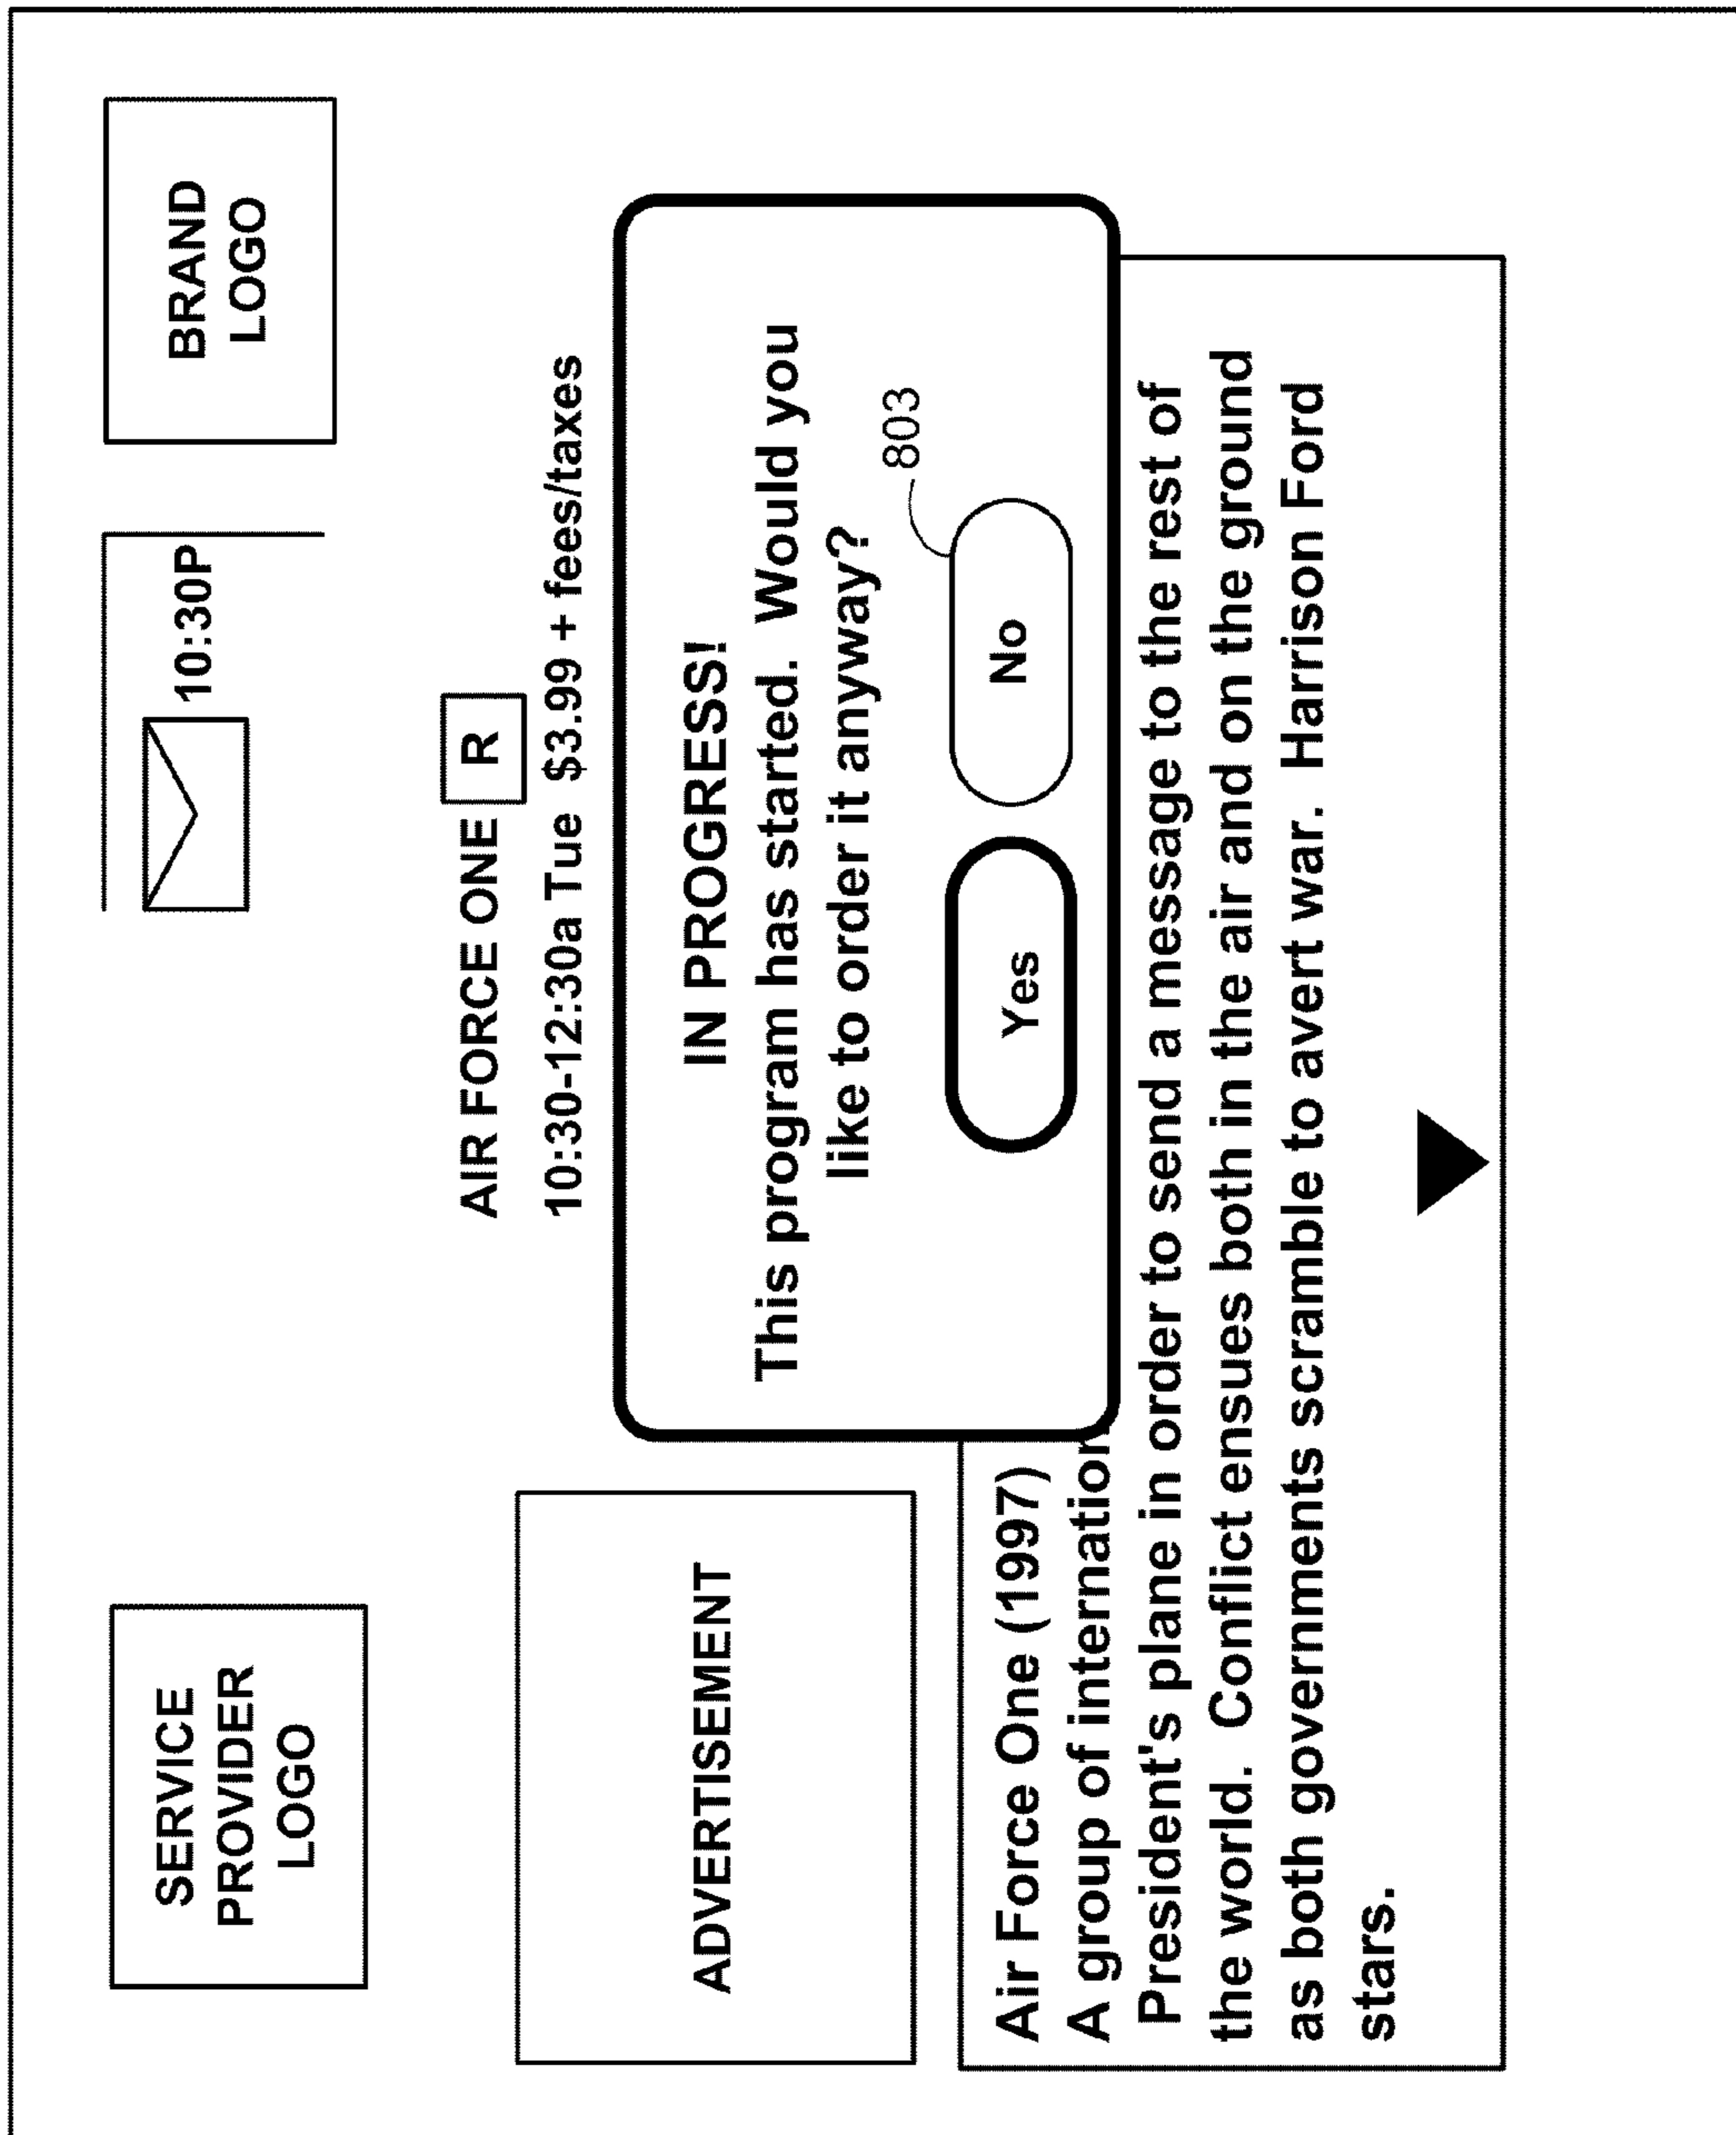 SERVICE
PROVIDER
LOGO
10:30P
BRAND
LOGO
AIR FORCE ONE R
10:30-12:30a Tue $3.99 + fees/taxes
ADVERTISEMENT
IN PROGRESS!
This program has started. Would you
like to order it anyway?
803
Yes No
Air Force One (1997)
A group of internation
President's plane in order to send a message to the rest of
the world. Conflict ensues both in the air and on the ground
as both governments scramble to avert war. Harrison Ford
stars.